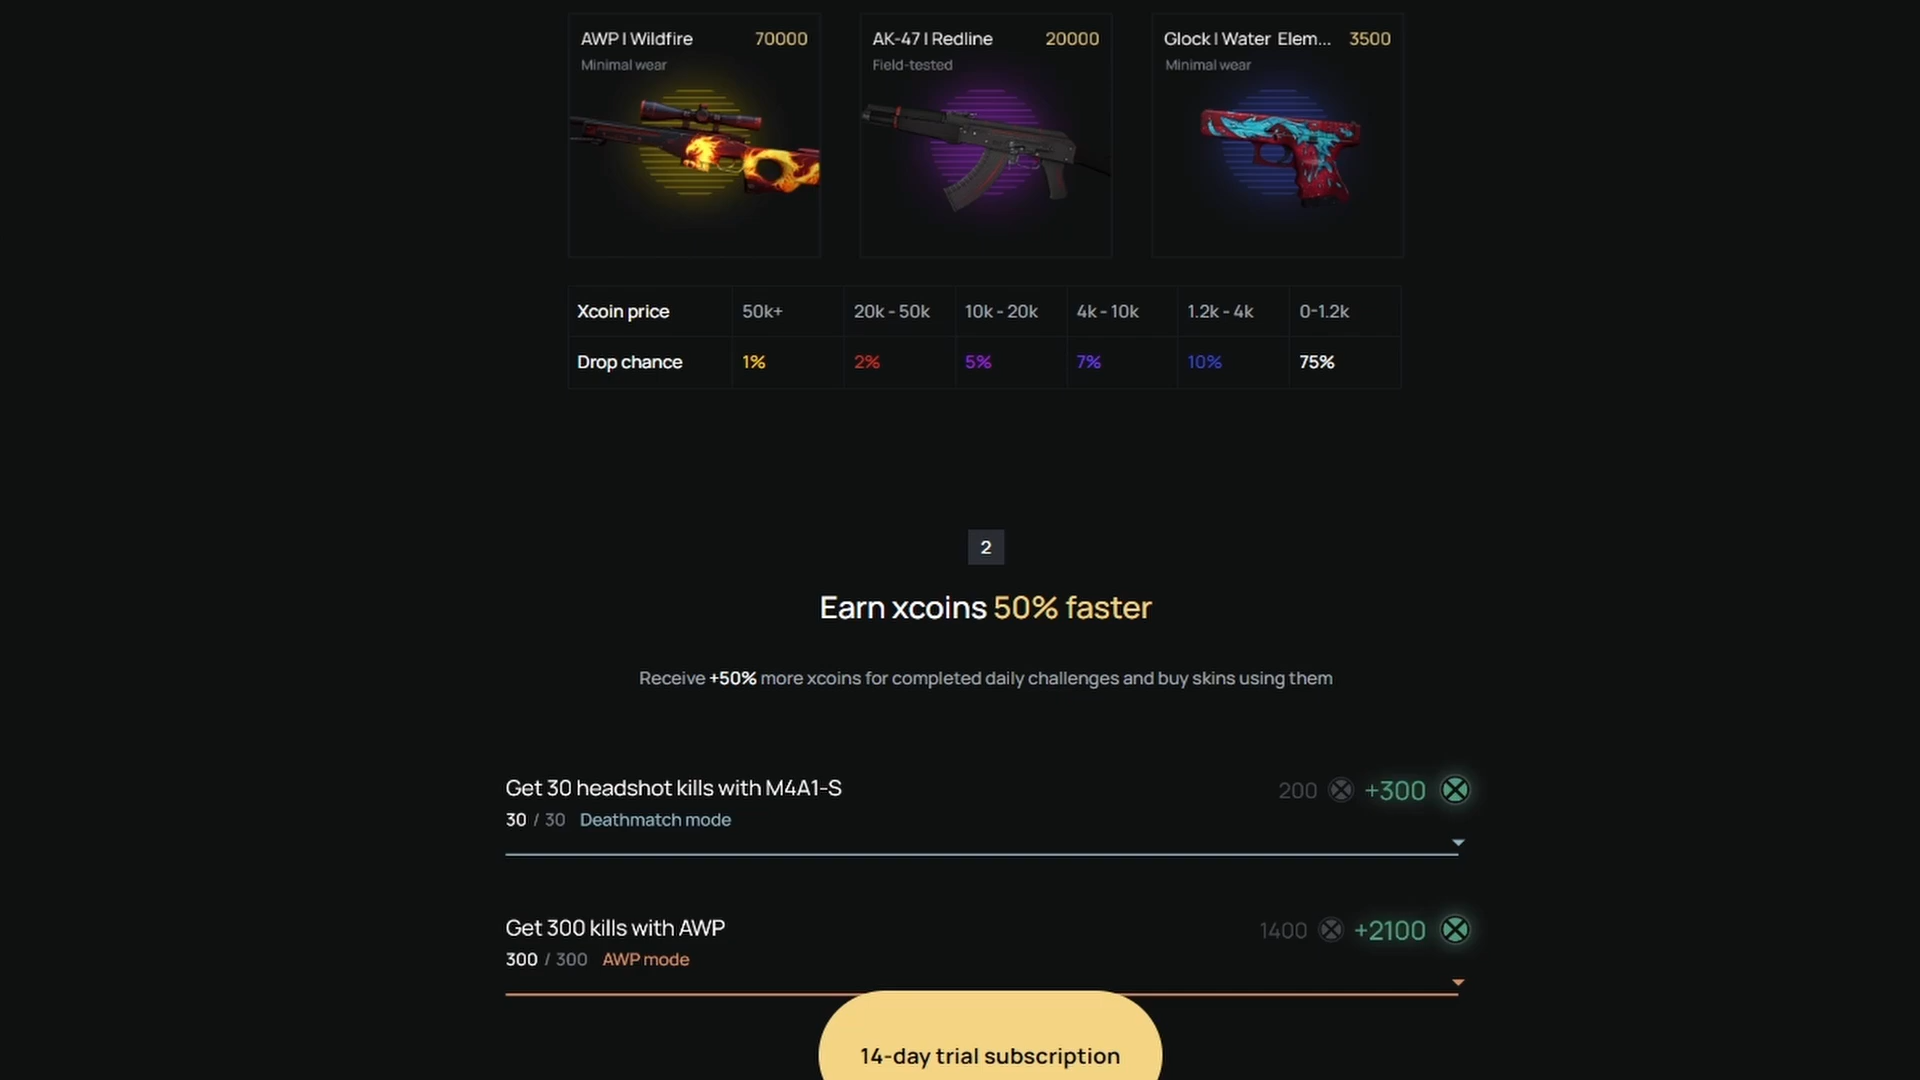 AWP | Wildfire 70000
Minimal wear
AK-47 | Redline 20000
Field-tested
Glock | Water Elem... 3500
Minimal wear
Xcoin price 50k+ 20k - 50k 10k - 20k 4k - 10k 1.2k - 4k 0-1.2k
Drop chance 1% 2% 5% 7% 10% 75%
2
Earn xcoins 50% faster
Receive +50% more xcoins for completed daily challenges and buy skins using them
Get 30 headshot kills with M4A1-S 200 +300
30 / 30 Deathmatch mode
Get 300 kills with AWP 1400 +2100
300 / 300 AWP mode
14-day trial subscription